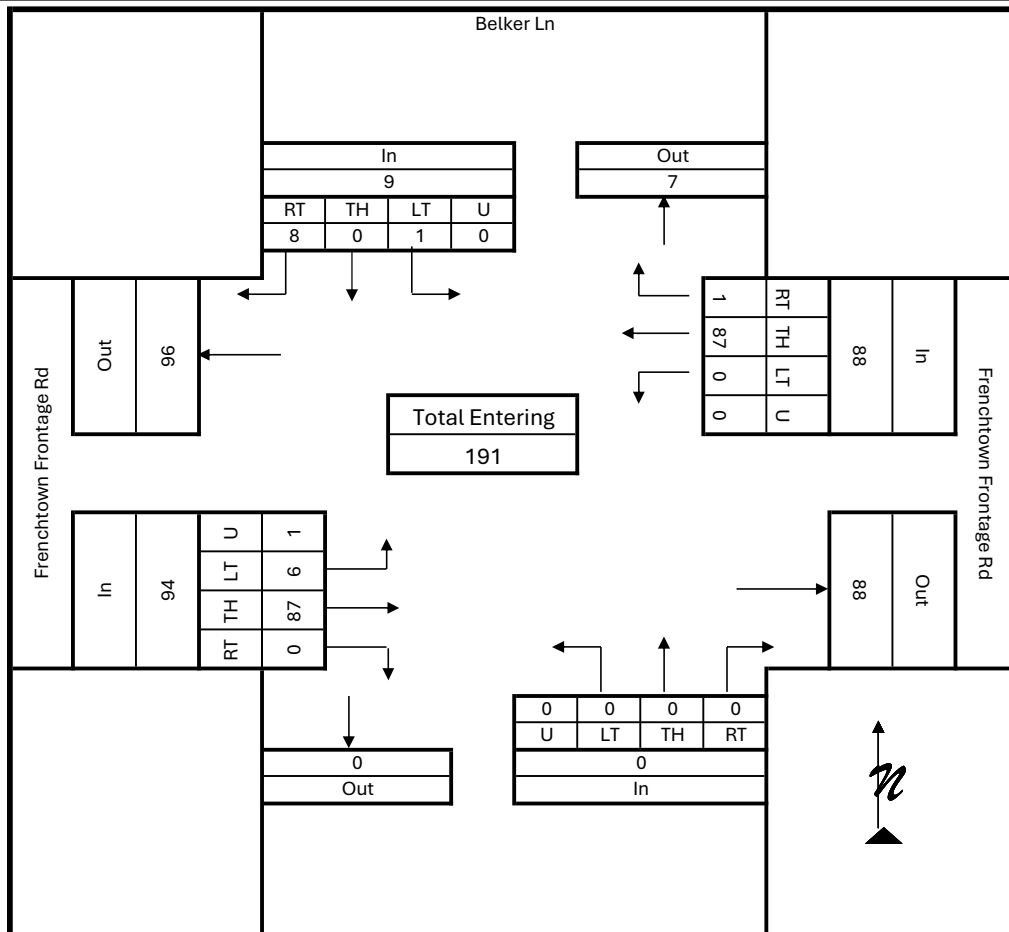 Belker Ln
In
9
RT TH LT U
8 0 1 0
Out
7
Frenchtown Frontage Rd
Out
96
1 RT
87 TH
0 LT
0 U
88
In
Frenchtown Frontage Rd
Total Entering
191
In
94
U 1
LT 6
TH 87
RT 0
88
Out
0
Out
0 0 0 0
U LT TH RT
0
In
n